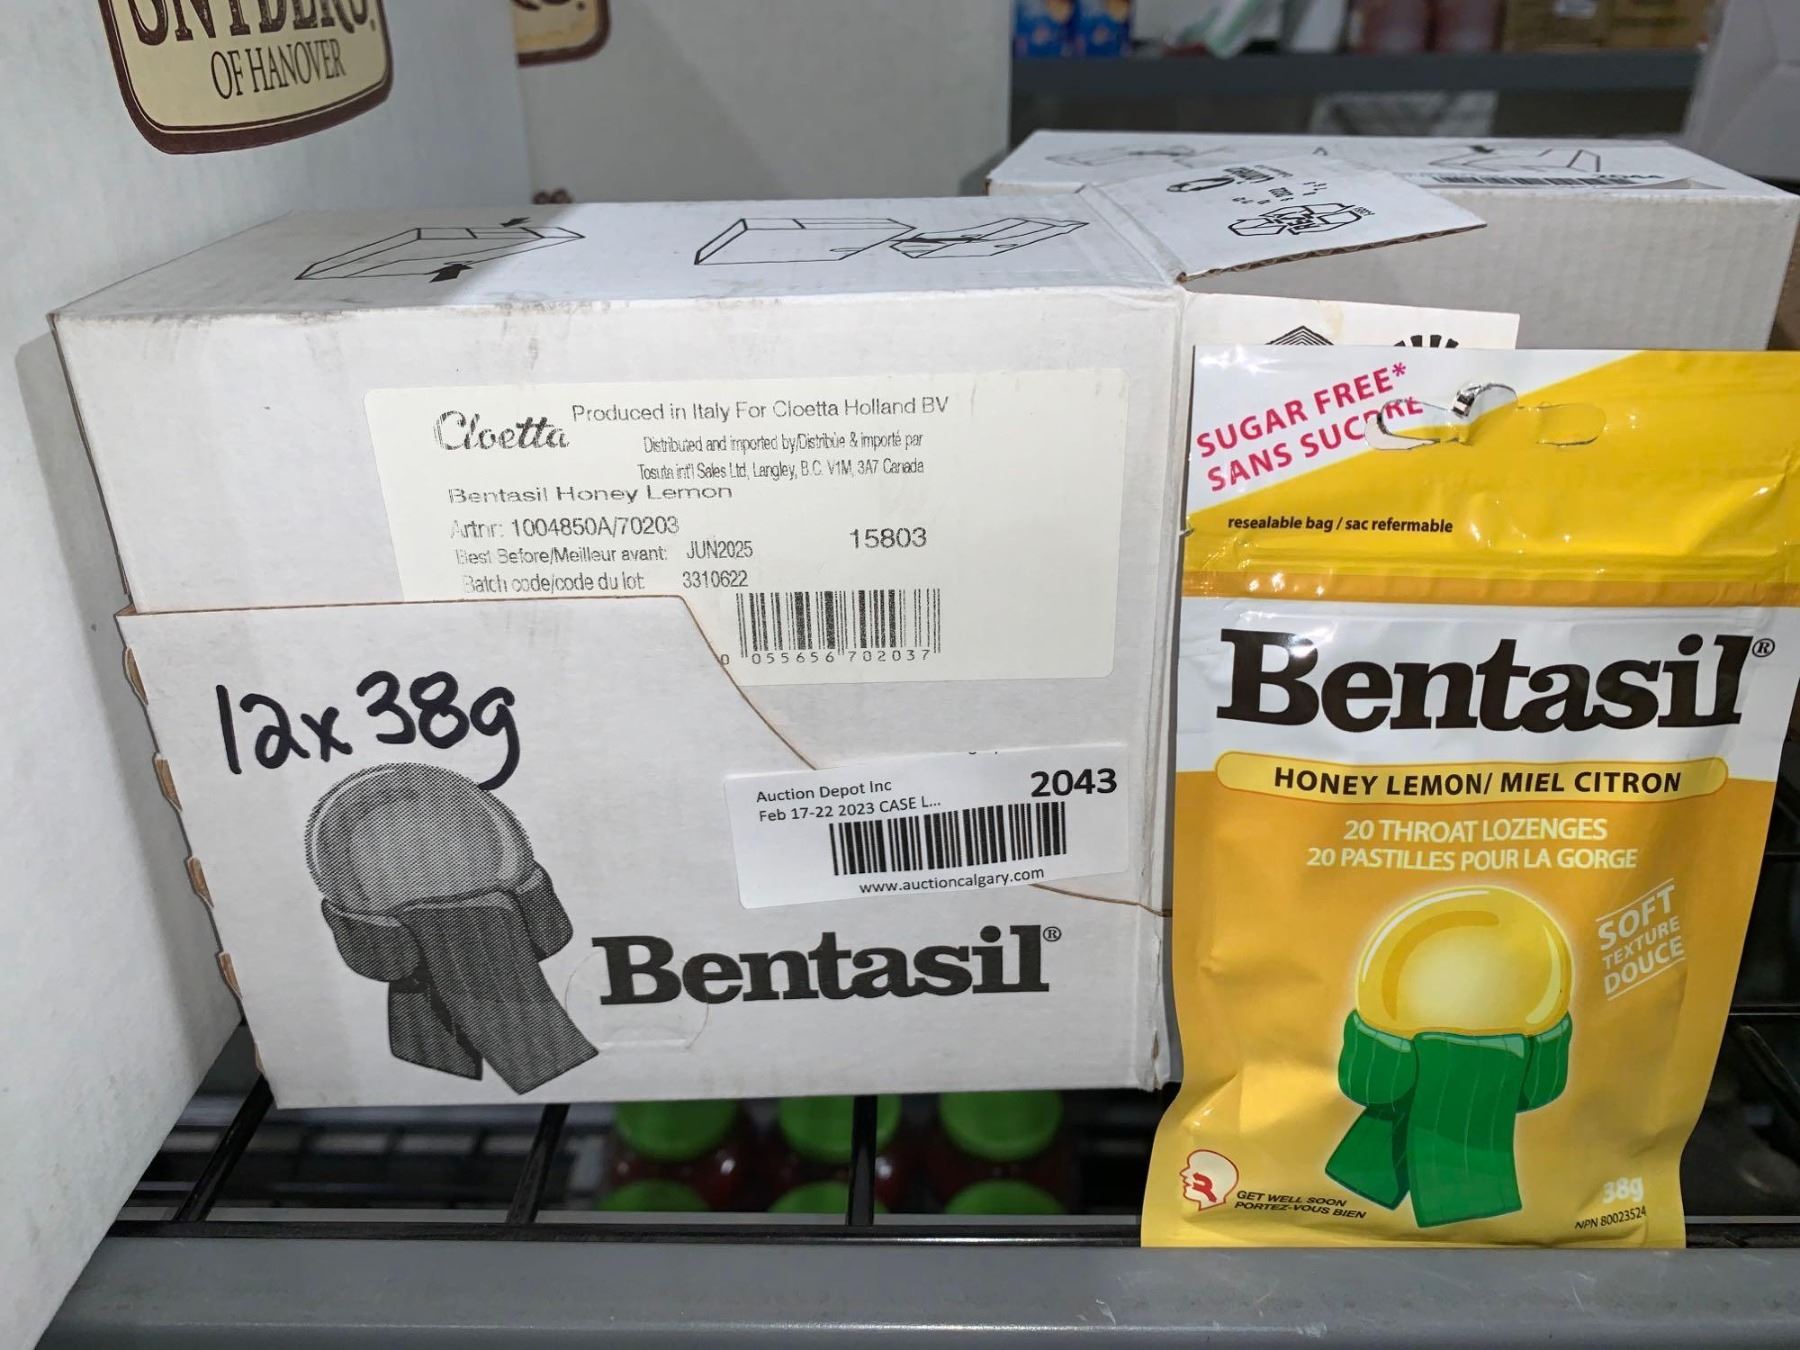 SNYDER'S
OF HANOVER
Cloetta
Produced in Italy For Cloetta Holland BV
Distributed and imported by/Distribúe & importé par
Tosuta int'l Sales Ltd, Langley, B.C. V1M, 3A7 Canada
Bentasil Honey Lemon
Artnr: 1004850A/70203
15803
Best Before/Meilleur avant: JUN2025
Batch code/code du lot 3310622
0 055656 702037
12x38g
Auction Depot Inc
2043
Feb 17-22 2023 CASE L...
www.auctioncalgary.com
Bentasil®
SUGAR FREE*
SANS SUCRE
resealable bag / sac refermable
Bentasil®
HONEY LEMON/ MIEL CITRON
20 THROAT LOZENGES
20 PASTILLES POUR LA GORGE
SOFT
TEXTURE
DOUCE
GET WELL SOON
PORTEZ-VOUS BIEN
38g
NPN 80023524